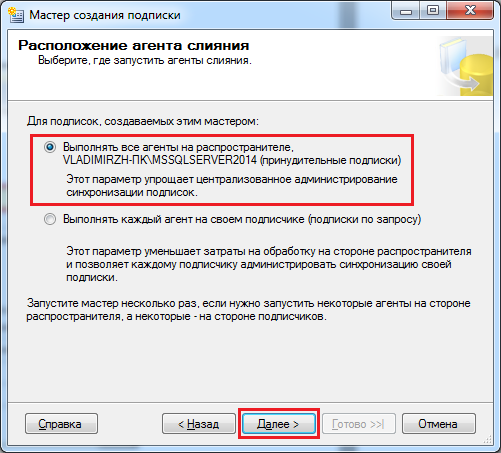 Мастер создания подписки
Расположение агента слияния
Выберите, где запустить агенты слияния.
Для подписок, создаваемых этим мастером:
Выполнять все агенты на распространителе,
VLADIMIRZH-ПК\MSSQLSERVER2014 (принудительные подписки)
Этот параметр упрощает централизованное администрирование
синхронизации подписок.
Выполнять каждый агент на своем подписчике (подписки по запросу)
Этот параметр уменьшает затраты на обработку на стороне распространителя
и позволяет каждому подписчику администрировать синхронизацию своей
подписки.
Запустите мастер несколько раз, если нужно запустить некоторые агенты на стороне
распространителя, а некоторые - на стороне подписчиков.
Справка
< Назад
Далее >
Готово >>|
Отмена